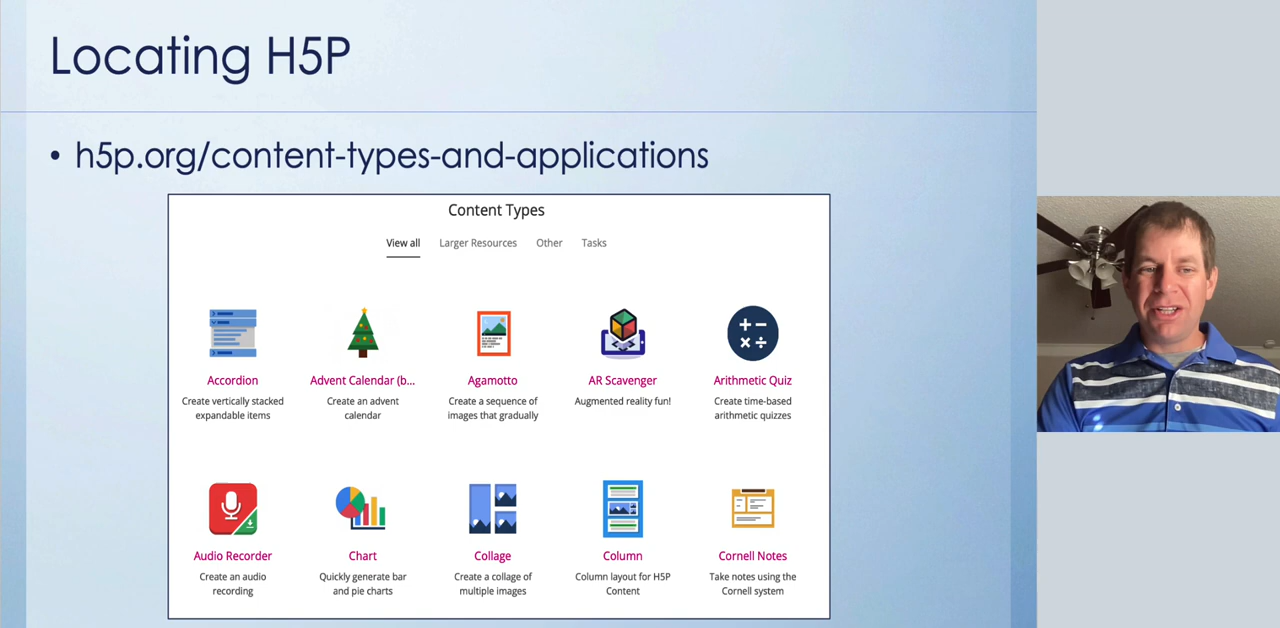 Locating H5P
• h5p.org/content-types-and-applications
Content Types
View all Larger Resources Other Tasks
Accordion
Create vertically stacked
expandable items
Advent Calendar (b...
Create an advent
calendar
Agamotto
Create a sequence of
images that gradually
AR Scavenger
Augmented reality fun!
Arithmetic Quiz
Create time-based
arithmetic quizzes
Audio Recorder
Create an audio
recording
Chart
Quickly generate bar
and pie charts
Collage
Create a collage of
multiple images
Column
Column layout for H5P
Content
Cornell Notes
Take notes using the
Cornell system